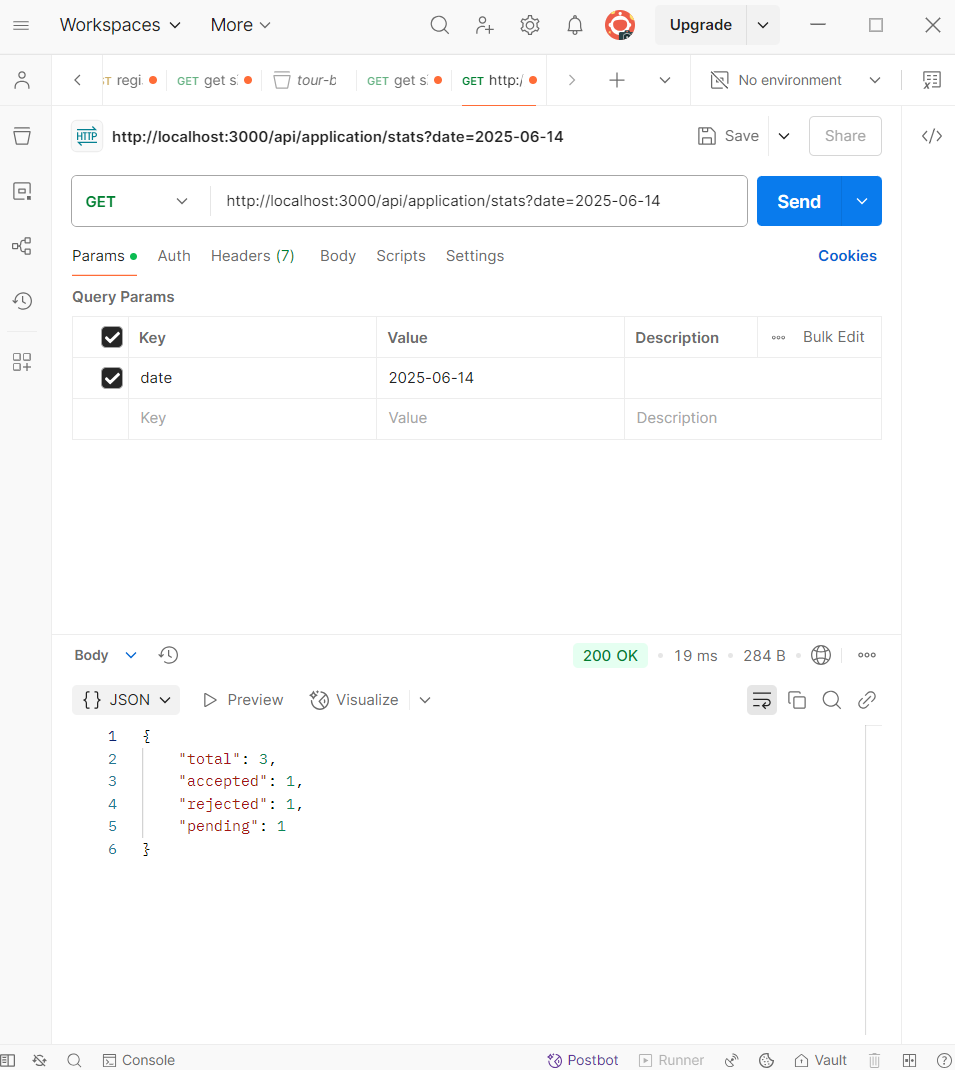 Workspaces More Upgrade
T regi. GET get s. tour-b GET get s. GET http:/ No environment
HTTP http://localhost:3000/api/application/stats?date=2025-06-14 Save Share
GET http://localhost:3000/api/application/stats?date=2025-06-14 Send
Params Auth Headers (7) Body Scripts Settings Cookies
Query Params
Key Value Description Bulk Edit
date 2025-06-14
Key Value Description
Body 200 OK 19 ms 284 B
{} JSON Preview Visualize
1 {
2 "total": 3,
3 "accepted": 1,
4 "rejected": 1,
5 "pending": 1
6 }
Console Postbot Runner Vault